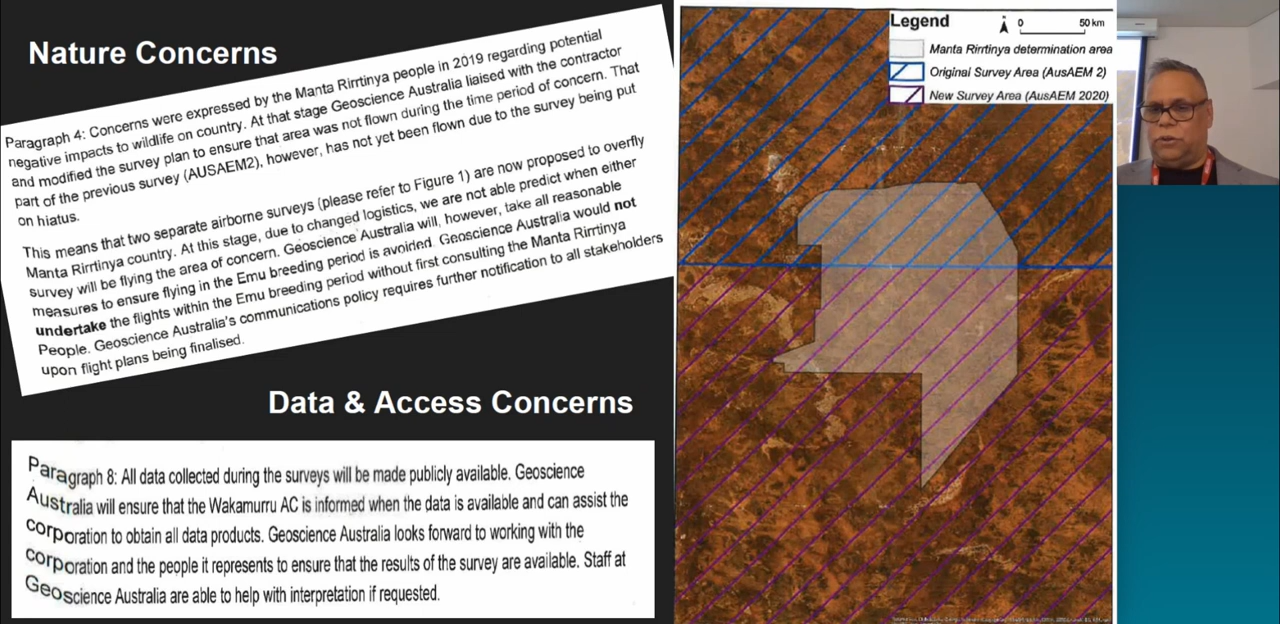 Nature Concerns
Paragraph 4: Concerns were expressed by the Manta Rirrtinya people in 2019 regarding potential
negative impacts to wildlife on country. At that stage Geoscience Australia liaised with the contractor
and modified the survey plan to ensure that area was not flown during the time period of concern. That
part of the previous survey (AUSAEM2), however, has not yet been flown due to the survey being put
on hiatus.
This means that two separate airborne surveys (please refer to Figure 1) are now proposed to overfly
Manta Rirrtinya country. At this stage, due to changed logistics, we are not able predict when either
survey will be flying the area of concern. Geoscience Australia will, however, take all reasonable
measures to ensure flying in the Emu breeding period is avoided. Geoscience Australia would not
undertake the flights within the Emu breeding period without first consulting the Manta Rirrtinya
People. Geoscience Australia's communications policy requires further notification to all stakeholders
upon flight plans being finalised.
Data & Access Concerns
Paragraph 8: All data collected during the surveys will be made publicly available. Geoscience
Australia will ensure that the Wakamurru AC is informed when the data is available and can assist the
corporation to obtain all data products. Geoscience Australia looks forward to working with the
corporation and the people it represents to ensure that the results of the survey are available. Staff at
Geoscience Australia are able to help with interpretation if requested.
Legend
0 50 km
Manta Rirrtinya determination area
Original Survey Area (AusAEM 2)
New Survey Area (AusAEM 2020)